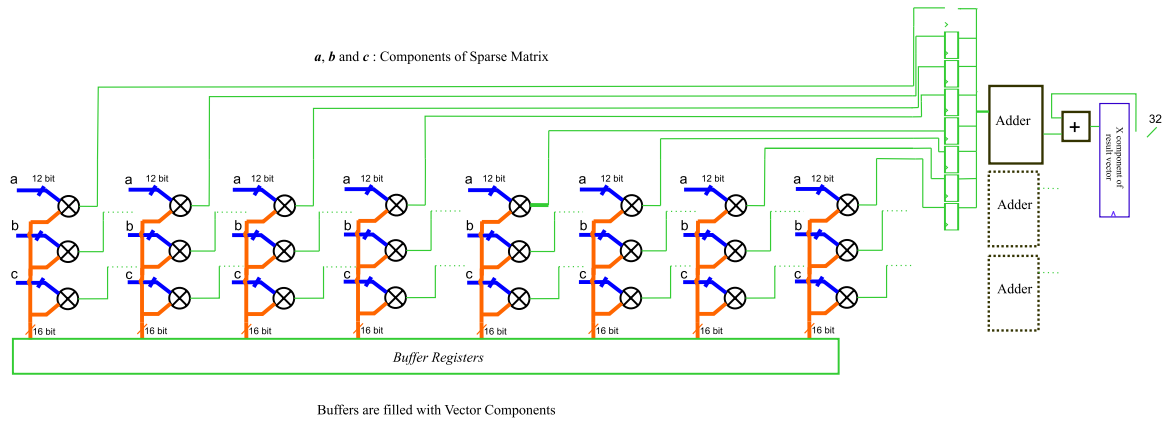 a, b and c : Components of Sparse Matrix
32
Adder
+
X component of
result vector
a 12 bit a 12 bit a 12 bit a 12 bit a 12 bit a 12 bit a 12 bit a 12 bit
Adder
b b b b b b b b
c c c c c c c c
Adder
16 bit 16 bit 16 bit 16 bit 16 bit 16 bit 16 bit 16 bit
Buffer Registers
Buffers are filled with Vector Components